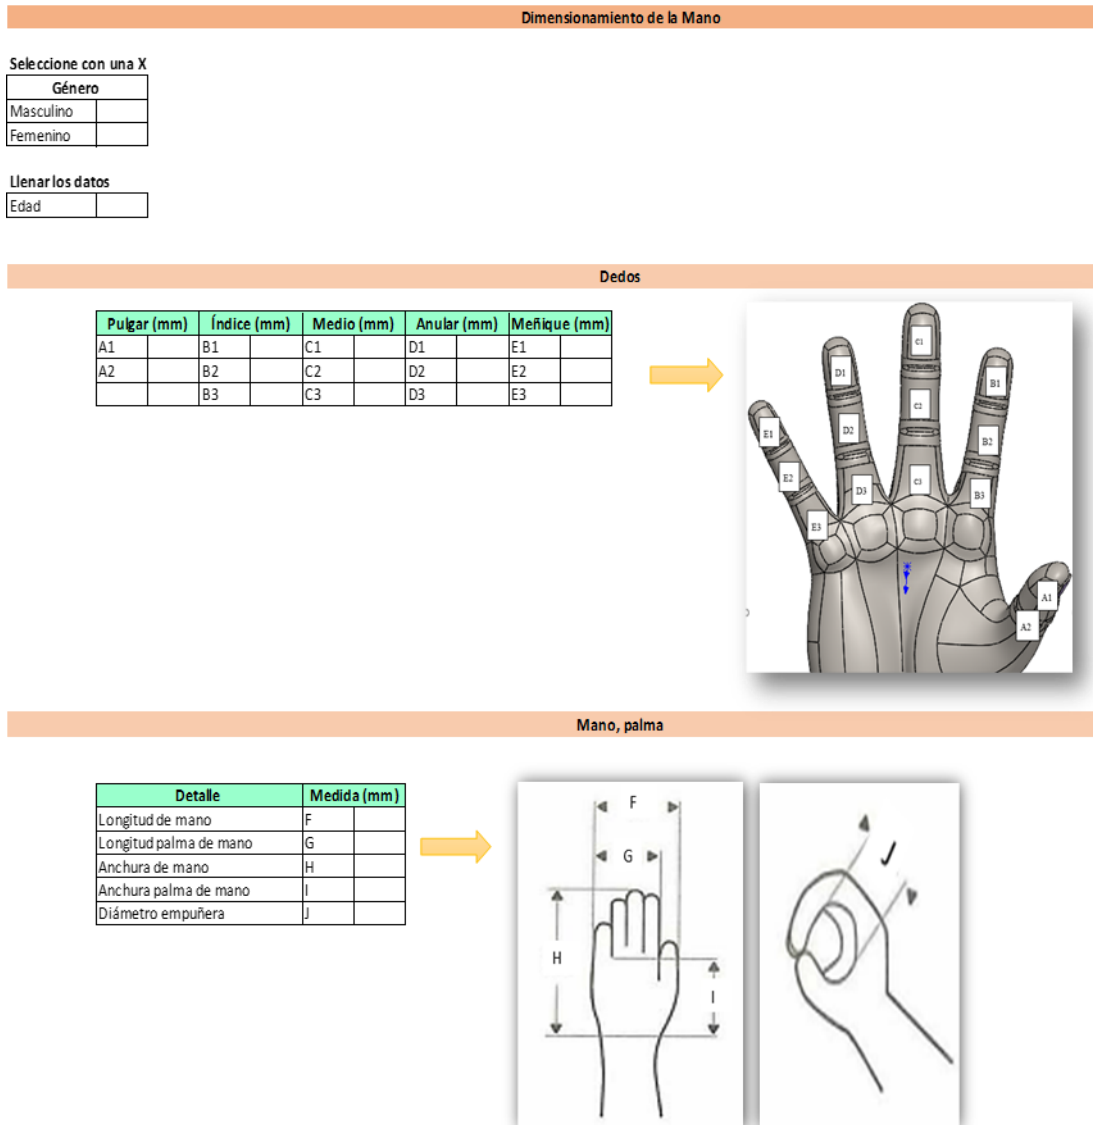 Dimensionamiento de la Mano
Seleccione con una X
Género
Masculino
Femenino
Llenar los datos
Edad
Dedos
Pulgar (mm) Índice (mm) Medio (mm) Anular (mm) Meñique (mm)
A1 B1 C1 D1 E1
A2 B2 C2 D2 E2
B3 C3 D3 E3
C1
D1 B1
C2
E1 D2 B2
E2 D3 C3 B3
E3
A1
A2
Mano, palma
Detalle Medida (mm)
Longitud de mano F
Longitud palma de mano G
Anchura de mano H
Anchura palma de mano I
Diámetro empuñera J
F
G
H
I
J